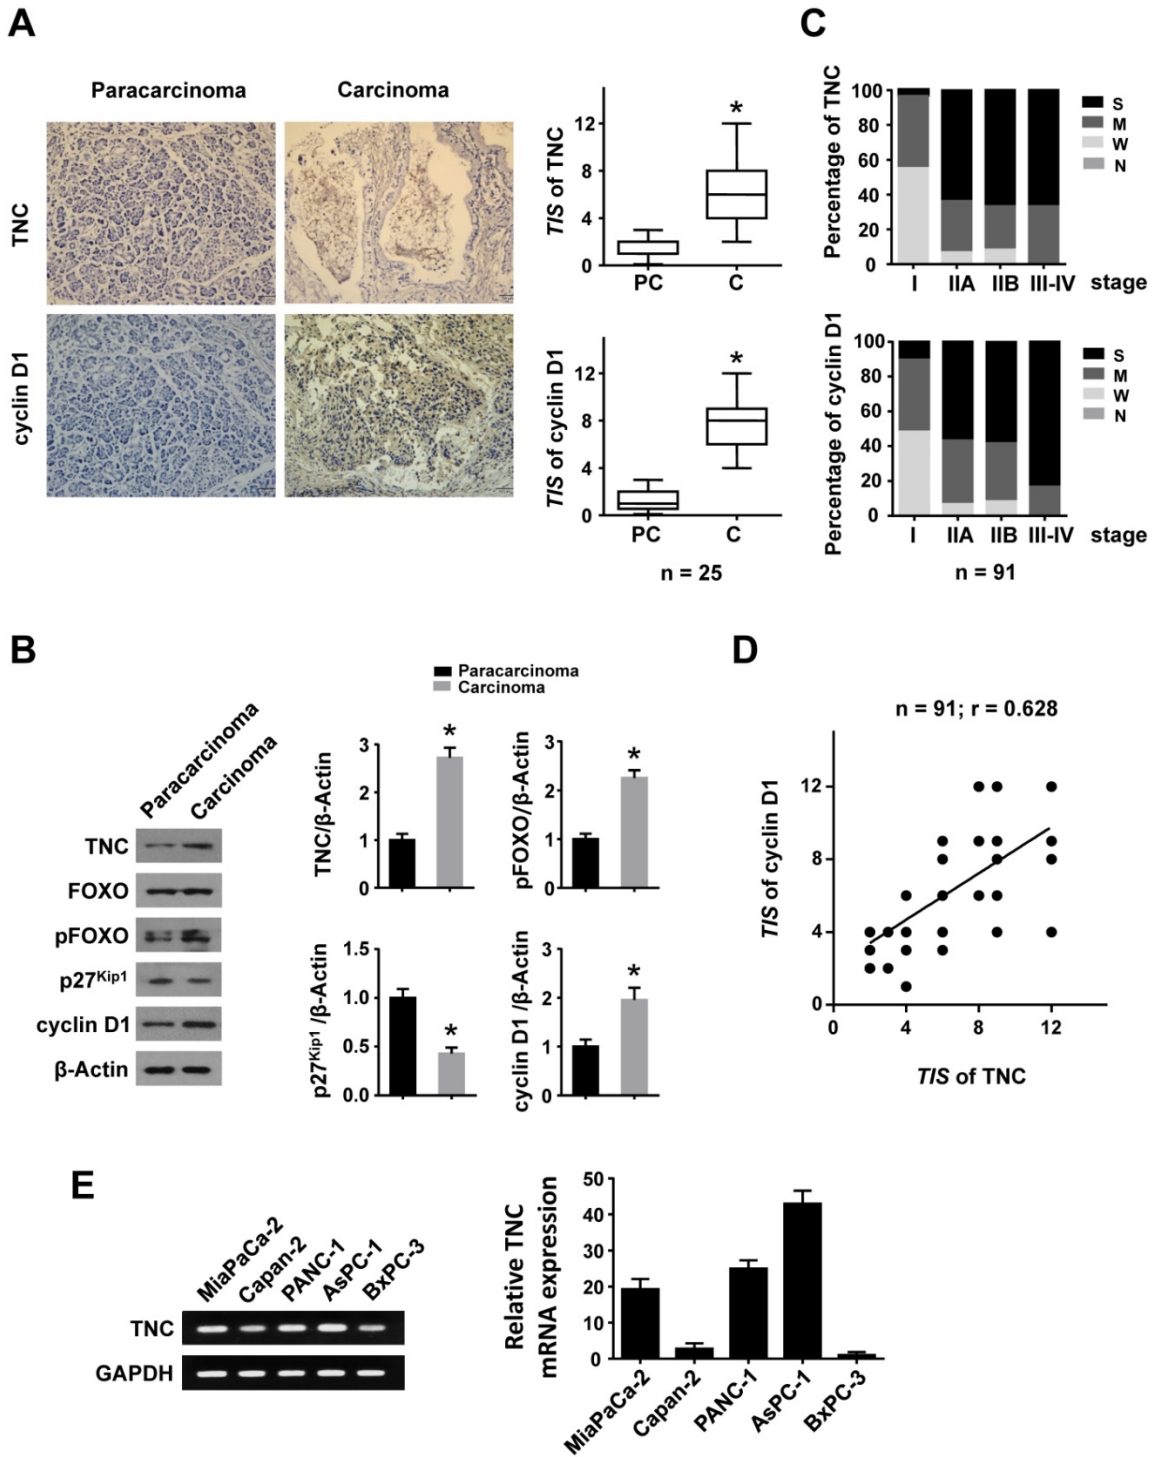 A
Paracarcinoma
Carcinoma
TNC
cyclin D1
TIS of TNC
12
8
4
0
PC
C
*
TIS of cyclin D1
12
8
4
0
PC
C
*
n = 25
C
Percentage of TNC
100
80
60
40
20
0
I
IIA
IIB
III-IV
stage
S
M
W
N
Percentage of cyclin D1
100
80
60
40
20
0
I
IIA
IIB
III-IV
stage
S
M
W
N
n = 91
B
Paracarcinoma
Carcinoma
TNC
FOXO
pFOXO
p27Kip1
cyclin D1
β-Actin
Paracarcinoma
Carcinoma
TNC/β-Actin
3
2
1
0
*
pFOXO/β-Actin
3
2
1
0
*
p27Kip1 /β-Actin
1.5
1.0
0.5
0.0
*
cyclin D1 /β-Actin
3
2
1
0
*
D
n = 91; r = 0.628
TIS of cyclin D1
12
8
4
0
0
4
8
12
TIS of TNC
E
MiaPaCa-2
Capan-2
PANC-1
AsPC-1
BxPC-3
TNC
GAPDH
Relative TNC
mRNA expression
50
40
30
20
10
0
MiaPaCa-2
Capan-2
PANC-1
AsPC-1
BxPC-3